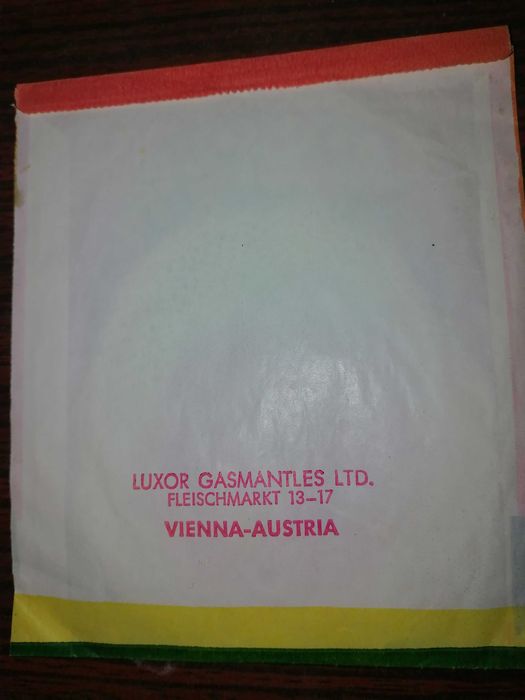 LUXOR GASMANTLES LTD.
FLEISCHMARKT 13-17
VIENNA-AUSTRIA